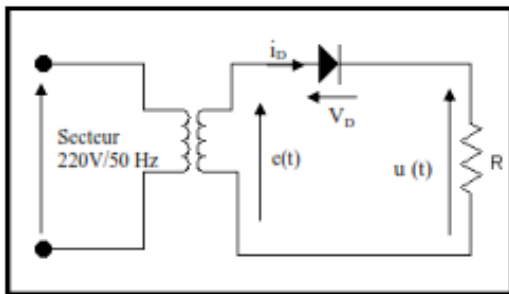 i_D
V_D
Secteur
220V/50 Hz
e(t)
u (t)
R